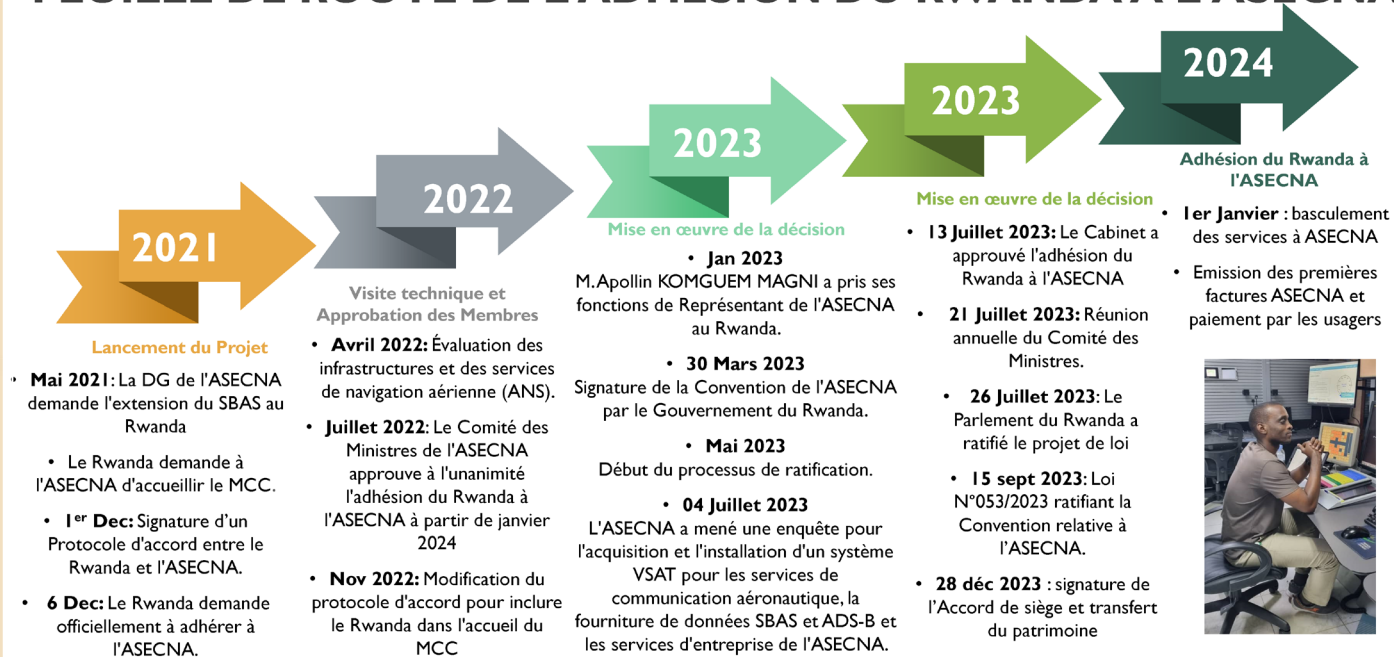 FEUILLE DE ROUTE DE L'ADHÉSION DU RWANDA À L'ASECNA
2021
Lancement du Projet
• Mai 2021: La DG de l'ASECNA
demande l'extension du SBAS au
Rwanda
• Le Rwanda demande à
l'ASECNA d'accueillir le MCC.
• 1er Dec: Signature d'un
Protocole d'accord entre le
Rwanda et l'ASECNA.
• 6 Dec: Le Rwanda demande
officiellement à adhérer à
l'ASECNA.
2022
Visite technique et
Approbation des Membres
• Avril 2022: Évaluation des
infrastructures et des services
de navigation aérienne (ANS).
• Juillet 2022: Le Comité des
Ministres de l'ASECNA
approuve à l'unanimité
l'adhésion du Rwanda à
l'ASECNA à partir de janvier
2024
• Nov 2022: Modification du
protocole d'accord pour inclure
le Rwanda dans l'accueil du
MCC
2023
Mise en œuvre de la décision
• Jan 2023
M. Apollin KOMGUEM MAGNI a pris ses
fonctions de Représentant de l'ASECNA
au Rwanda.
• 30 Mars 2023
Signature de la Convention de l'ASECNA
par le Gouvernement du Rwanda.
• Mai 2023
Début du processus de ratification.
• 04 Juillet 2023
L'ASECNA a mené une enquête pour
l'acquisition et l'installation d'un système
VSAT pour les services de
communication aéronautique, la
fourniture de données SBAS et ADS-B et
les services d'entreprise de l'ASECNA.
2023
Mise en œuvre de la décision
• 13 Juillet 2023: Le Cabinet a
approuvé l'adhésion du
Rwanda à l'ASECNA
• 21 Juillet 2023: Réunion
annuelle du Comité des
Ministres.
• 26 Juillet 2023: Le
Parlement du Rwanda a
ratifié le projet de loi
• 15 sept 2023: Loi
N°053/2023 ratifiant la
Convention relative à
l'ASECNA.
• 28 déc 2023 : signature de
l'Accord de siège et transfert
du patrimoine
2024
Adhésion du Rwanda à
l'ASECNA
• 1er Janvier : basculement
des services à ASECNA
• Emission des premières
factures ASECNA et
paiement par les usagers